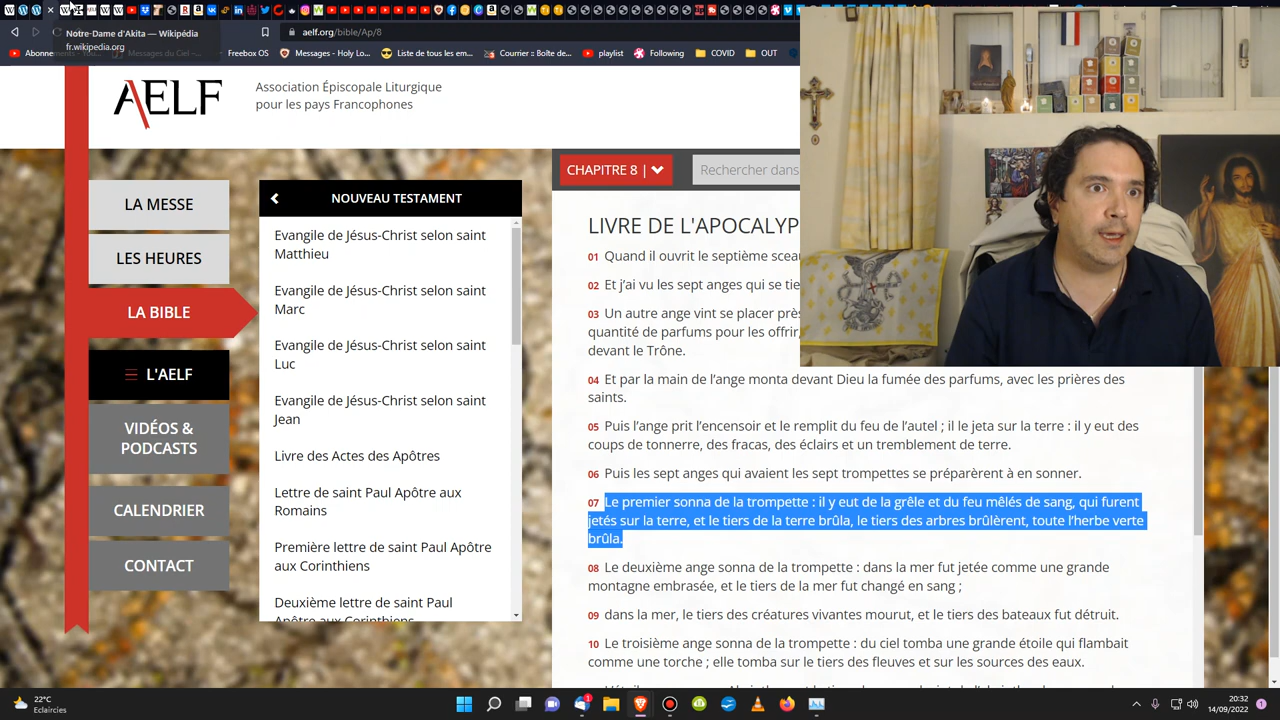 Notre-Dame d'Akita — Wikipédia
fr.wikipedia.org
aelf.org/bible/Ap/8
Freebox OS
Messages - Holy Lo...
Liste de tous les em...
Courrier :: Boîte de...
playlist
Following
COVID
OUT
AELF
Association Épiscopale Liturgique
pour les pays Francophones
CHAPITRE 8 |
Rechercher dans
LA MESSE
LES HEURES
LA BIBLE
L'AELF
VIDÉOS &
PODCASTS
CALENDRIER
CONTACT
NOUVEAU TESTAMENT
Evangile de Jésus-Christ selon saint
Matthieu
Evangile de Jésus-Christ selon saint
Marc
Evangile de Jésus-Christ selon saint
Luc
Evangile de Jésus-Christ selon saint
Jean
Livre des Actes des Apôtres
Lettre de saint Paul Apôtre aux
Romains
Première lettre de saint Paul Apôtre
aux Corinthiens
Deuxième lettre de saint Paul
Apôtre aux Corinthiens
LIVRE DE L'APOCALYP
01 Quand il ouvrit le septième scea
02 Et j’ai vu les sept anges qui se tie
03 Un autre ange vint se placer prè
quantité de parfums pour les offrir,
devant le Trône.
04 Et par la main de l’ange monta devant Dieu la fumée des parfums, avec les prières des
saints.
05 Puis l’ange prit l’encensoir et le remplit du feu de l’autel ; il le jeta sur la terre : il y eut des
coups de tonnerre, des fracas, des éclairs et un tremblement de terre.
06 Puis les sept anges qui avaient les sept trompettes se préparèrent à en sonner.
07 Le premier sonna de la trompette : il y eut de la grêle et du feu mêlés de sang, qui furent
jetés sur la terre, et le tiers de la terre brûla, le tiers des arbres brûlèrent, toute l’herbe verte
brûla.
08 Le deuxième ange sonna de la trompette : dans la mer fut jetée comme une grande
montagne embrasée, et le tiers de la mer fut changé en sang ;
09 dans la mer, le tiers des créatures vivantes mourut, et le tiers des bateaux fut détruit.
10 Le troisième ange sonna de la trompette : du ciel tomba une grande étoile qui flambait
comme une torche ; elle tomba sur le tiers des fleuves et sur les sources des eaux.
22°C
Eclaircies
20:32
14/09/2022